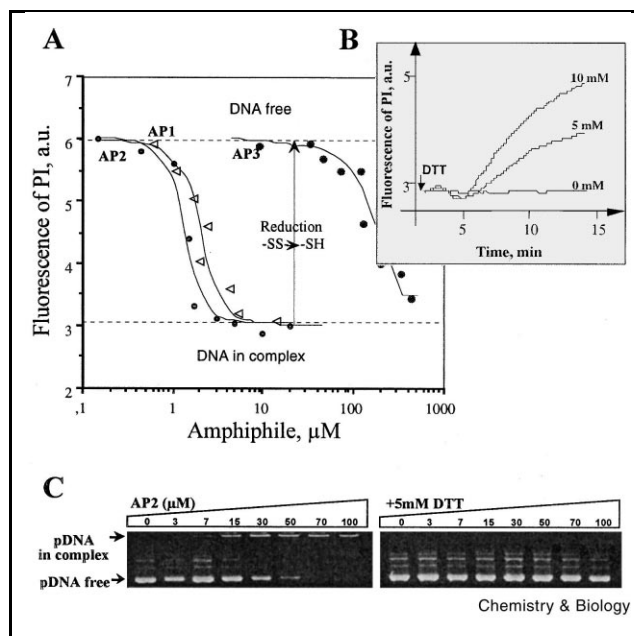 A
B
7
6
5
4
3
2
Fluorescence of PI, a.u.
DNA free
AP1
AP2
AP3
Reduction
-SS➔-SH
DNA in complex
,1
1
10
100
1000
Amphiphile, µM
Fluorescence of PI, a.u.
5
3
DTT
10 mM
5 mM
0 mM
5
10
15
Time, min
C
AP2 (µM)
0 3 7 15 30 50 70 100
pDNA in complex
pDNA free
+5mM DTT
0 3 7 15 30 50 70 100
Chemistry & Biology